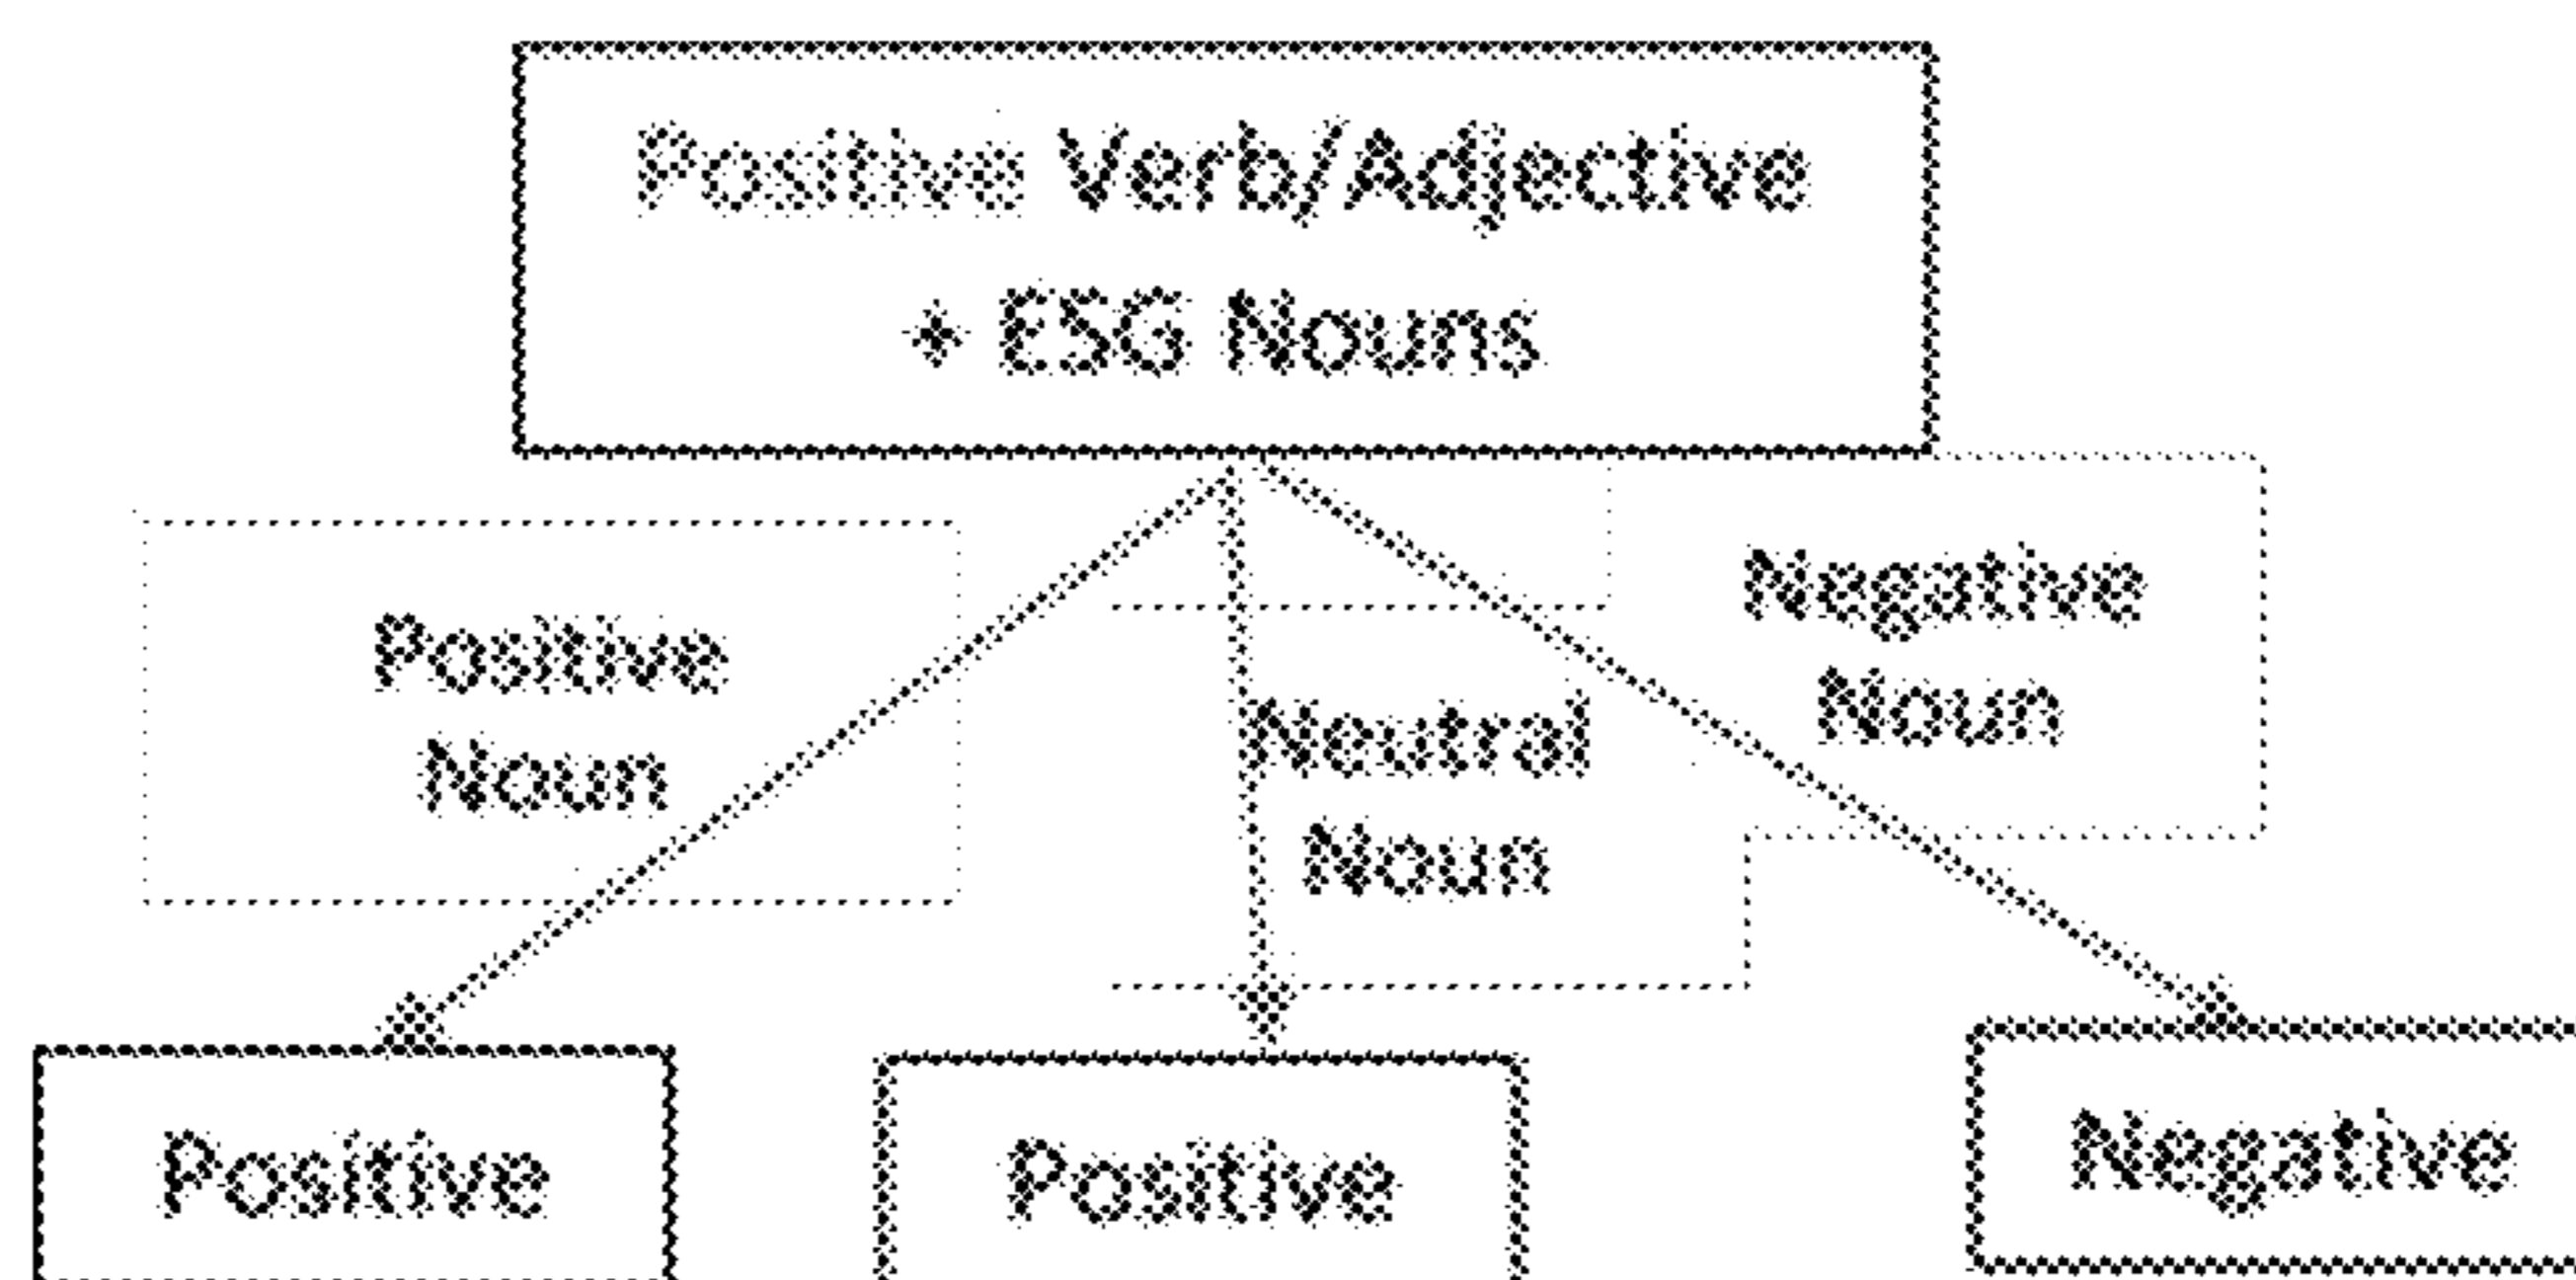 Positive Verb/Adjective
+ ESG Nouns
Positive
Noun
Neutral
Noun
Negative
Noun
Positive
Positive
Negative